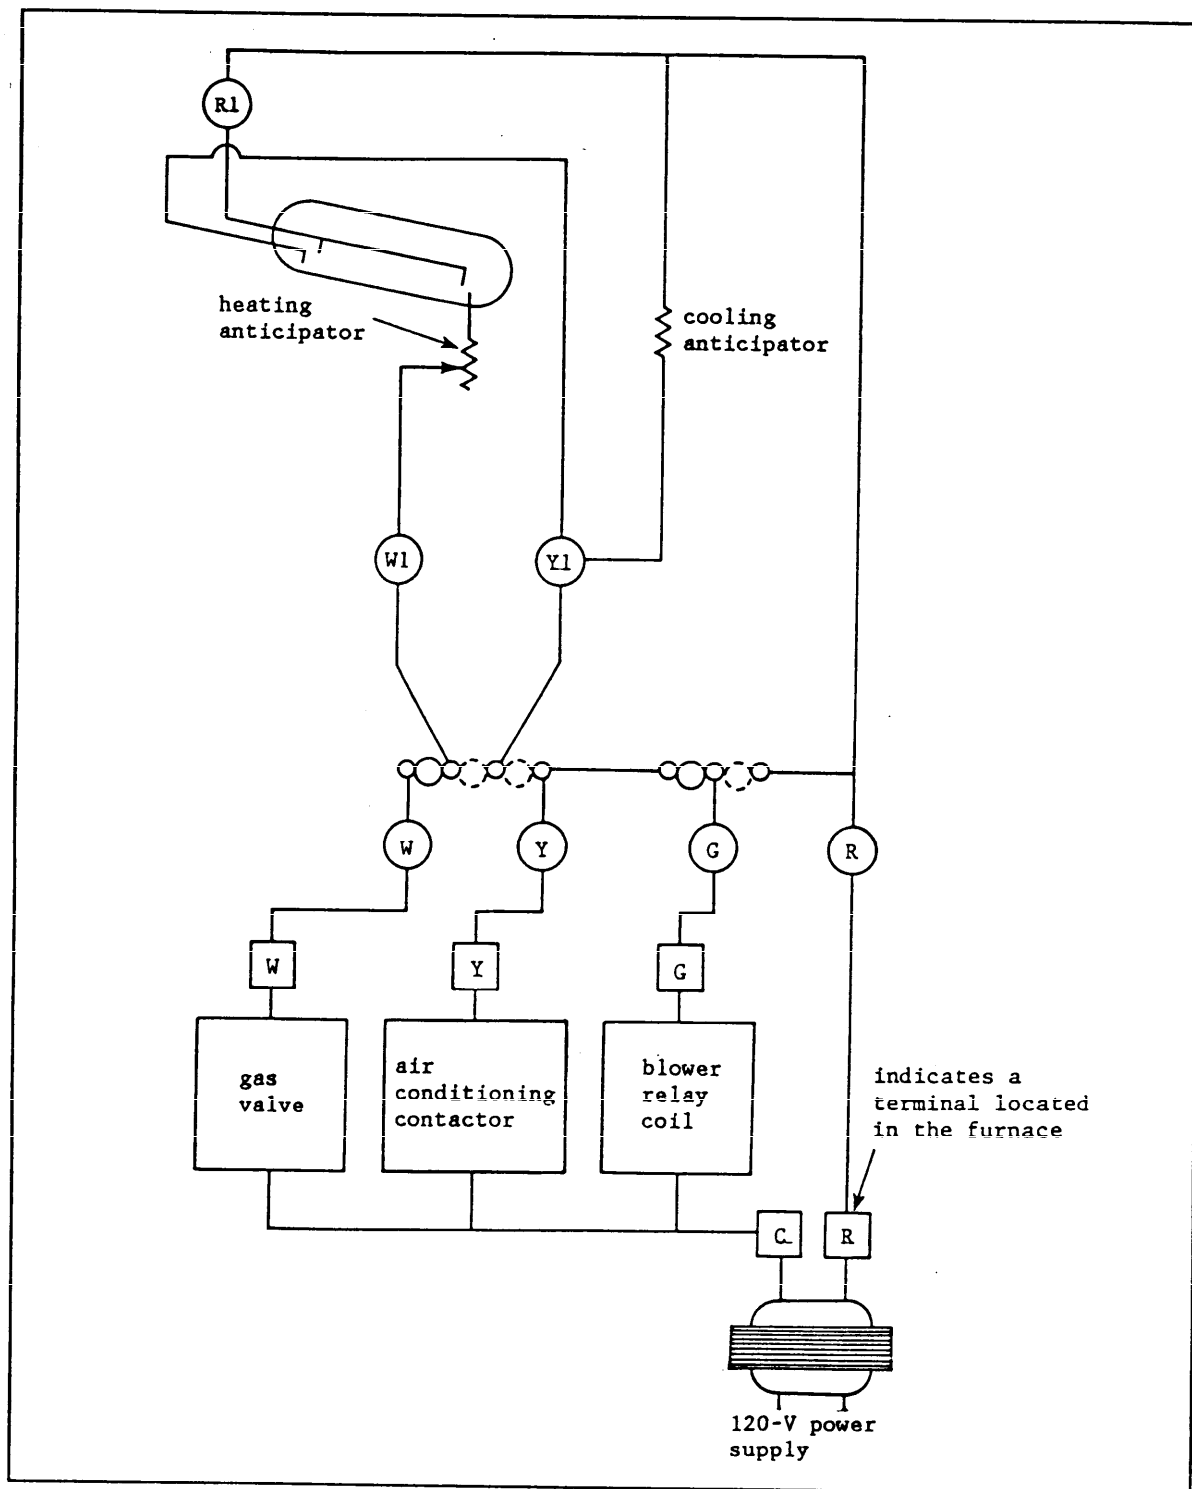 R1
heating
anticipator
cooling
anticipator
W1
Y1
W
Y
G
R
W
Y
G
gas
valve
air
conditioning
contactor
blower
relay
coil
indicates a
terminal located
in the furnace
C
R
120-V power
supply